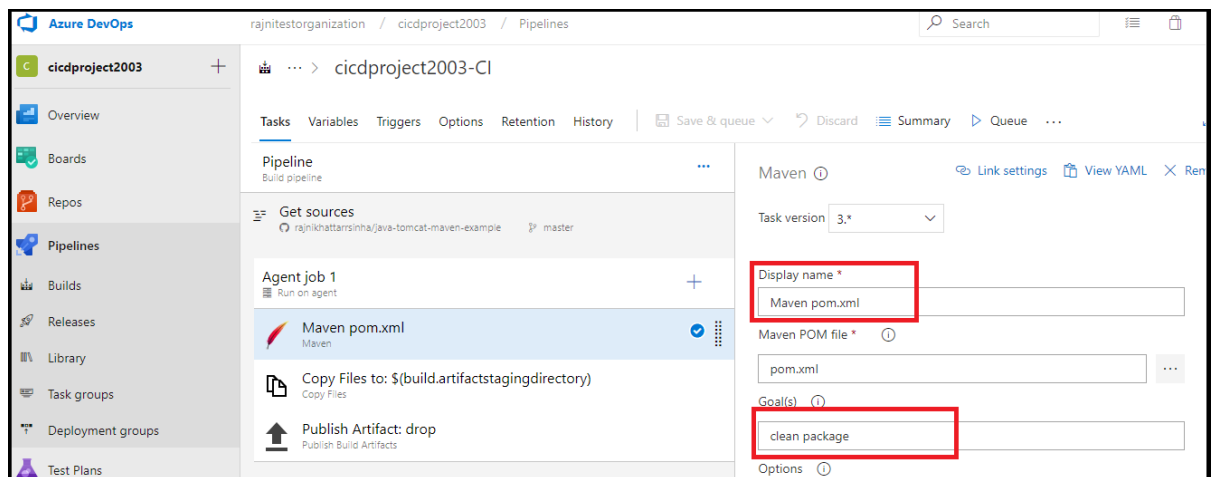 Azure DevOps
rajnitestorganization / cicdproject2003 / Pipelines
Search
C cicdproject2003 +
... > cicdproject2003-CI
Overview
Boards
Repos
Pipelines
Builds
Releases
Library
Task groups
Deployment groups
Test Plans
Tasks Variables Triggers Options Retention History Save & queue Discard Summary Queue ...
Pipeline
Build pipeline
Get sources
rajnikhattarrsinha/java-tomcat-maven-example master
Agent job 1
Run on agent
Maven pom.xml
Maven
Copy Files to: $(build.artifactstagingdirectory)
Copy Files
Publish Artifact: drop
Publish Build Artifacts
Maven Link settings View YAML
Task version 3.*
Display name *
Maven pom.xml
Maven POM file *
pom.xml
Goal(s)
clean package
Options